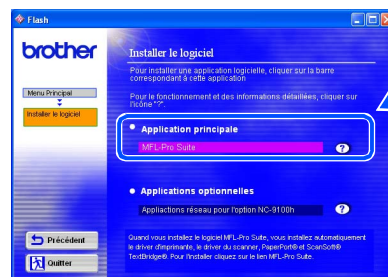 Flash
brother
Installer le logiciel
Pour installer une application logicielle, cliquer sur la barre
correspondant à cette application
Pour le fonctionnement et des informations détaillées, cliquer sur
l'icône "?".
Menu Principal
Installer le logiciel
Application principale
MFL-Pro Suite
?
Applications optionnelles
Appliactions réseau pour l'option NC-9100h
?
Quand vous installez le logiciel MFL-Pro Suite, vous installez automatiquement
le driver d'imprimante, le driver du scanner, PaperPort® et ScanSoft®
TextBridge®. Pour l'installer cliquez sur le lien MFL-Pro Suite.
Précédent
Quitter